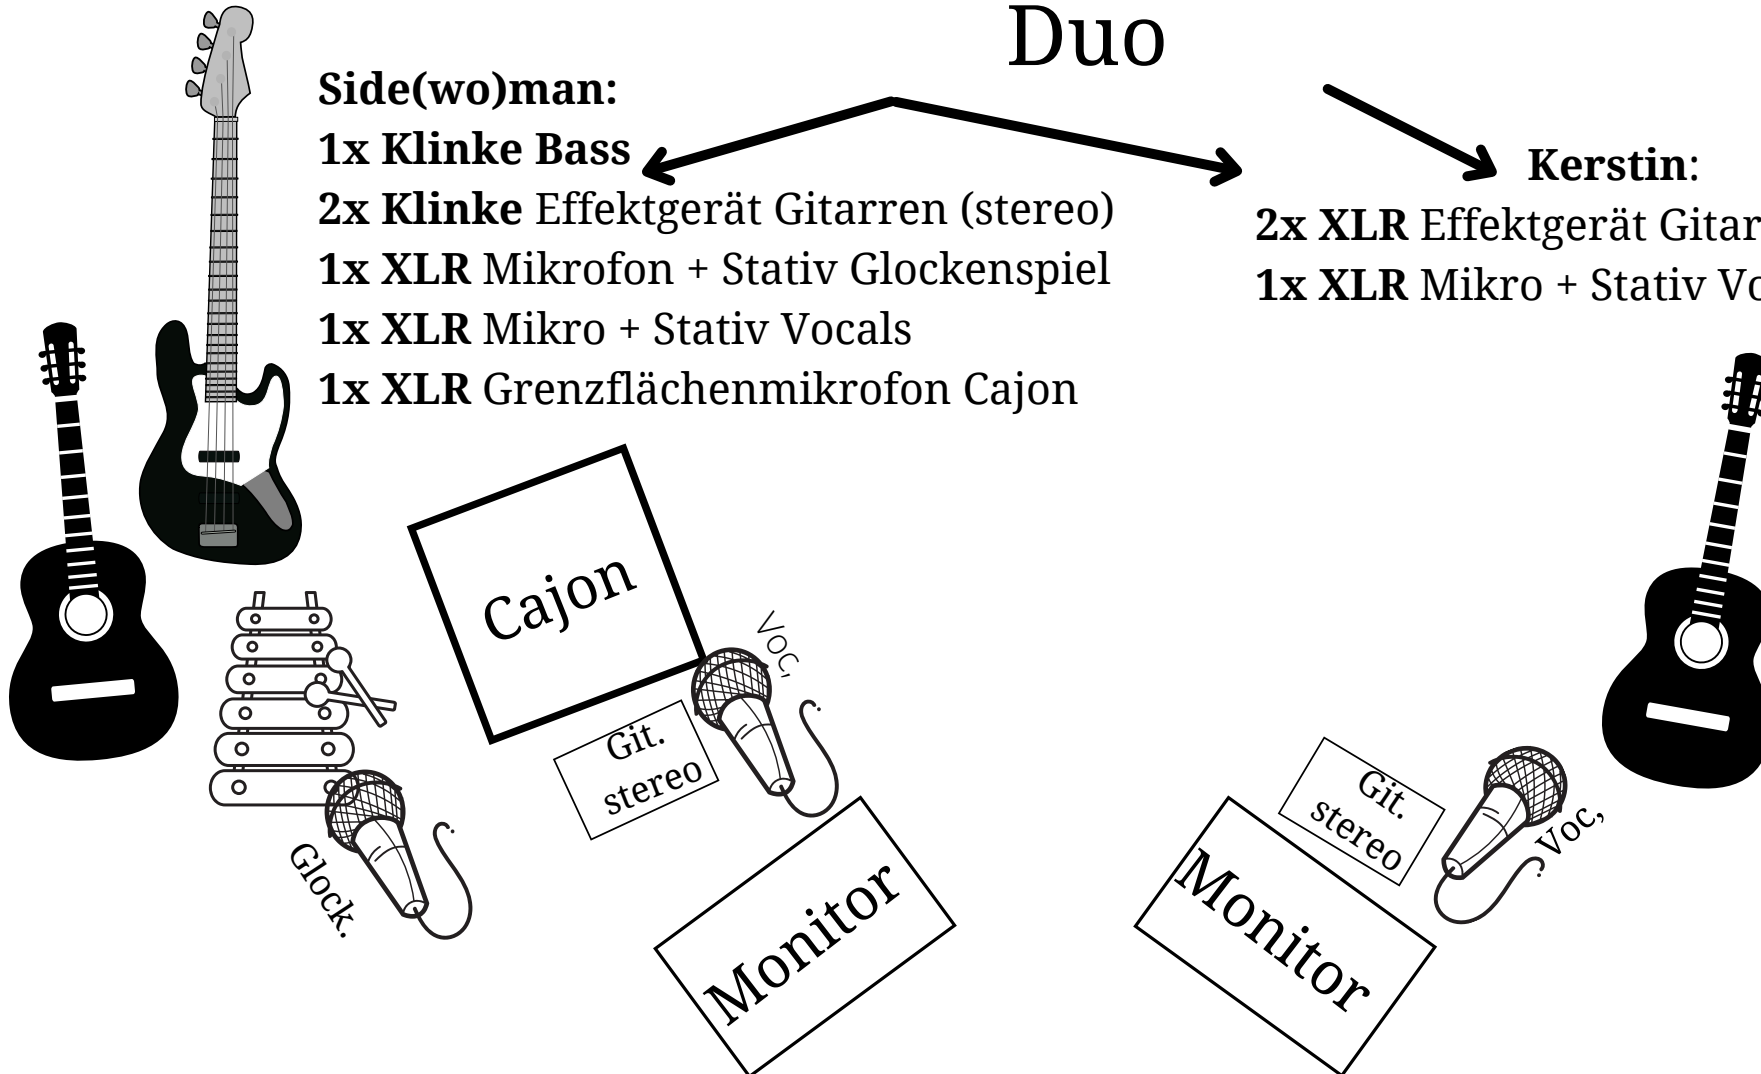 Duo
Side(wo)man:
1x Klinke Bass
2x Klinke Effektgerät Gitarren (stereo)
1x XLR Mikrofon + Stativ Glockenspiel
1x XLR Mikro + Stativ Vocals
1x XLR Grenzflächenmikrofon Cajon
Kerstin:
2x XLR Effektgerät Gitar
1x XLR Mikro + Stativ Vo
Cajon
Voc,
Git.
stereo
Glock.
Monitor
Git.
stereo
Voc,
Monitor